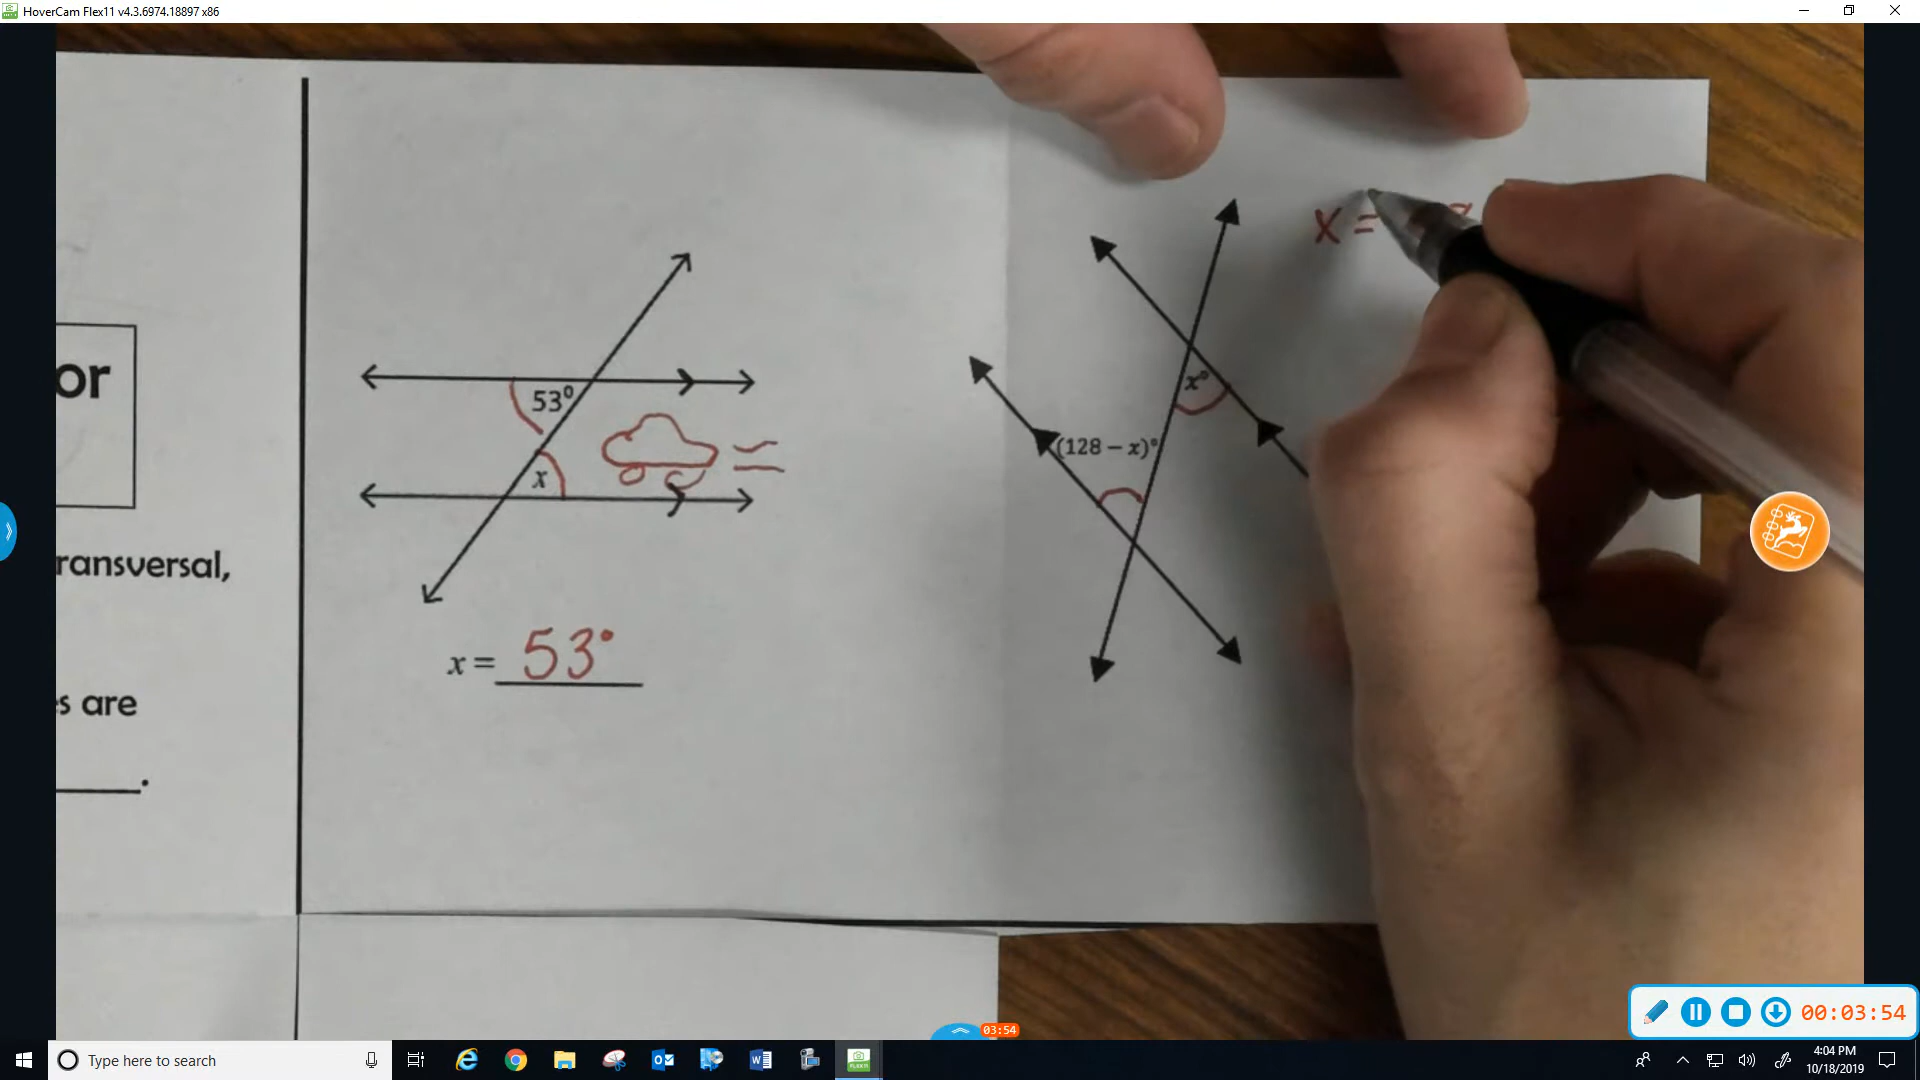 HoverCam Flex11 v4.3.6974.18897 x86
or
ransversal,
s are
.
53⁰
x
x = 53°
x =
x°
(128 – x)°
03:54
00:03:54
Type here to search
4:04 PM
10/18/2019